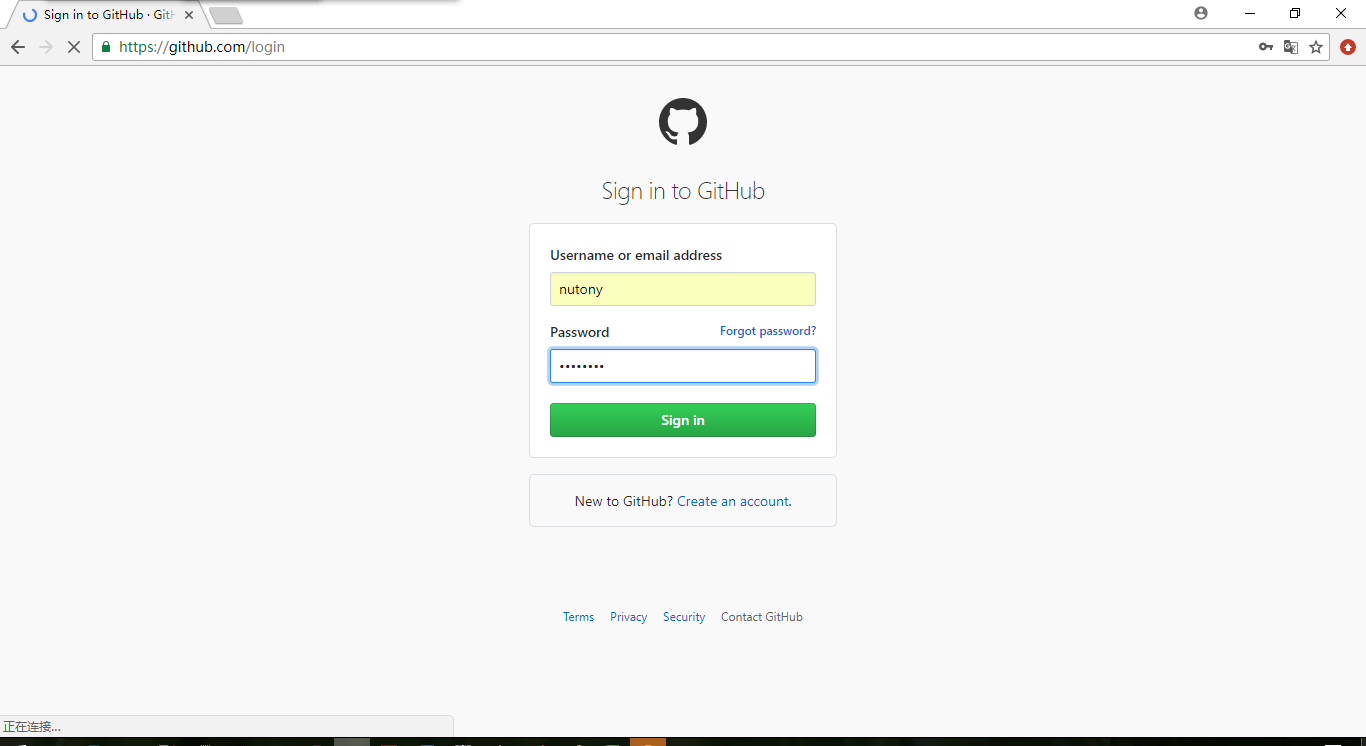 Sign in to GitHub · GitH
https://github.com/login
Sign in to GitHub
Username or email address
nutony
Password Forgot password?
••••••••
Sign in
New to GitHub? Create an account.
Terms Privacy Security Contact GitHub
正在连接...